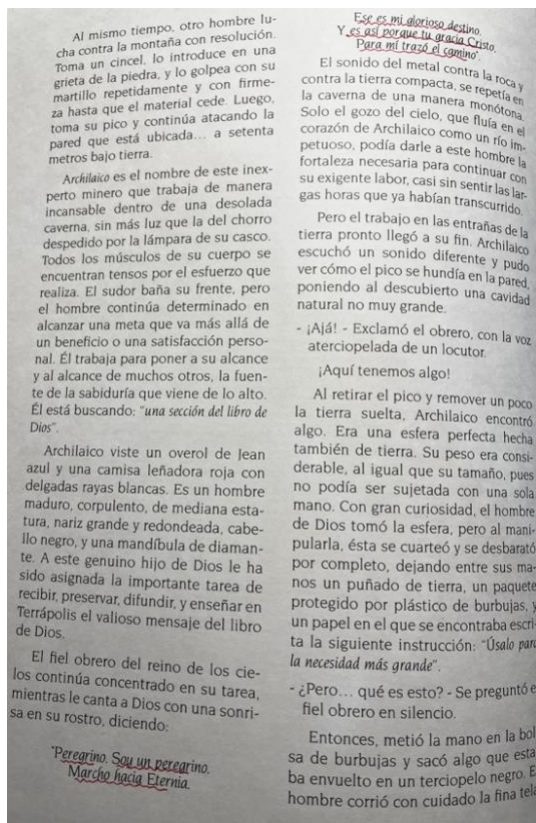 Al mismo tiempo, otro hombre lu-
cha contra la montaña con resolución.
Toma un cincel, lo introduce en una
grieta de la piedra, y lo golpea con su
martillo repetidamente y con firme-
za hasta que el material cede. Luego,
toma su pico y continúa atacando la
pared que está ubicada... a setenta
metros bajo tierra.
Archilaico es el nombre de este inex-
perto minero que trabaja de manera
incansable dentro de una desolada
caverna, sin más luz que la del chorro
despedido por la lámpara de su casco.
Todos los músculos de su cuerpo se
encuentran tensos por el esfuerzo que
realiza. El sudor baña su frente, pero
el hombre continúa determinado en
alcanzar una meta que va más allá de
un beneficio o una satisfacción perso-
nal. Él trabaja para poner a su alcance
y al alcance de muchos otros, la fuen-
te de la sabiduría que viene de lo alto.
Él está buscando: "una sección del libro de
Dios".
Archilaico viste un overol de Jean
azul y una camisa leñadora roja con
delgadas rayas blancas. Es un hombre
maduro, corpulento, de mediana esta-
tura, nariz grande y redondeada, cabe-
llo negro, y una mandíbula de diaman-
te. A este genuino hijo de Dios le ha
sido asignada la importante tarea de
recibir, preservar, difundir, y enseñar en
Terrápolis el valioso mensaje del libro
de Dios.
El fiel obrero del reino de los cie-
los continúa concentrado en su tarea,
mientras le canta a Dios con una sonri-
sa en su rostro, diciendo:
"Peregrino. Soy un peregrino.
Marcho hacia Eternia.
Ese es mi glorioso destino.
Y es así porque tu gracia Cristo.
Para mí trazó el camino".
El sonido del metal contra la roca y
contra la tierra compacta, se repetía en
la caverna de una manera monótona.
Solo el gozo del cielo, que fluía en el
corazón de Archilaico como un río im-
petuoso, podía darle a este hombre la
fortaleza necesaria para continuar con
su exigente labor, casi sin sentir las lar-
gas horas que ya habían transcurrido.
Pero el trabajo en las entrañas de la
tierra pronto llegó a su fin. Archilaico
escuchó un sonido diferente y pudo
ver cómo el pico se hundía en la pared,
poniendo al descubierto una cavidad
natural no muy grande.
- ¡Ajá! - Exclamó el obrero, con la voz
aterciopelada de un locutor.
¡Aquí tenemos algo!
Al retirar el pico y remover un poco
la tierra suelta, Archilaico encontró
algo. Era una esfera perfecta hecha
también de tierra. Su peso era consi-
derable, al igual que su tamaño, pues
no podía ser sujetada con una sola
mano. Con gran curiosidad, el hombre
de Dios tomó la esfera, pero al mani-
pularla, ésta se cuarteó y se desbarató
por completo, dejando entre sus ma-
nos un puñado de tierra, un paquete
protegido por plástico de burbujas, y
un papel en el que se encontraba escri-
ta la siguiente instrucción: "Úsalo para
la necesidad más grande".
- ¿Pero... qué es esto? - Se preguntó e
fiel obrero en silencio.
Entonces, metió la mano en la bol
sa de burbujas y sacó algo que esta
ba envuelto en un terciopelo negro. E
hombre corrió con cuidado la fina tela